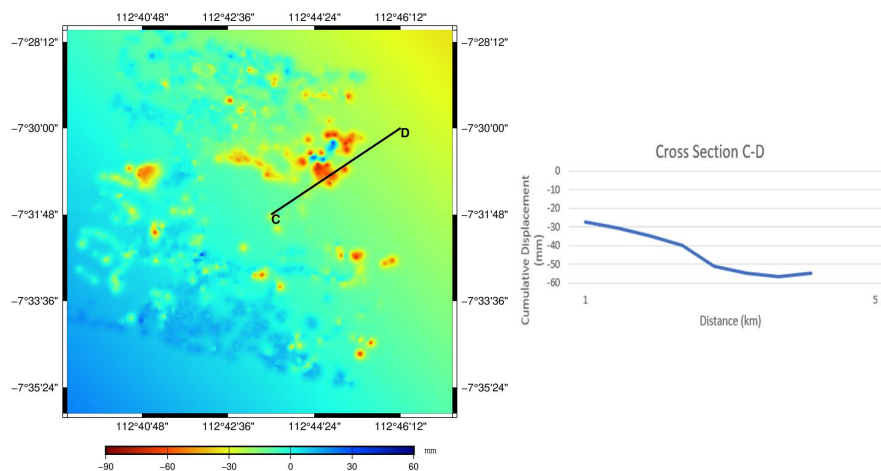 112°40'48" 112°42'36" 112°44'24" 112°46'12"
−7°28'12" −7°28'12"
−7°30'00" −7°30'00"
D
−7°31'48" −7°31'48"
C
−7°33'36" −7°33'36"
−7°35'24" −7°35'24"
112°40'48" 112°42'36" 112°44'24" 112°46'12"
mm
−90 −60 −30 0 30 60
Cross Section C-D
Cumulative Displacement
(mm)
0
-10
-20
-30
-40
-50
-60
1 5
Distance (km)